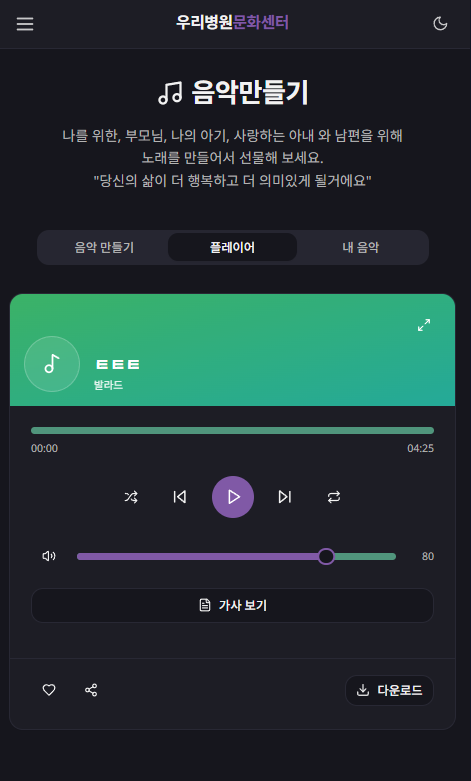 우리병원문화센터
음악만들기
나를 위한, 부모님, 나의 아기, 사랑하는 아내 와 남편을 위해
노래를 만들어서 선물해 보세요.
"당신의 삶이 더 행복하고 더 의미있게 될거에요"
음악 만들기
플레이어
내 음악
ㅌㅌㅌ
발라드
00:00
04:25
80
가사 보기
다운로드